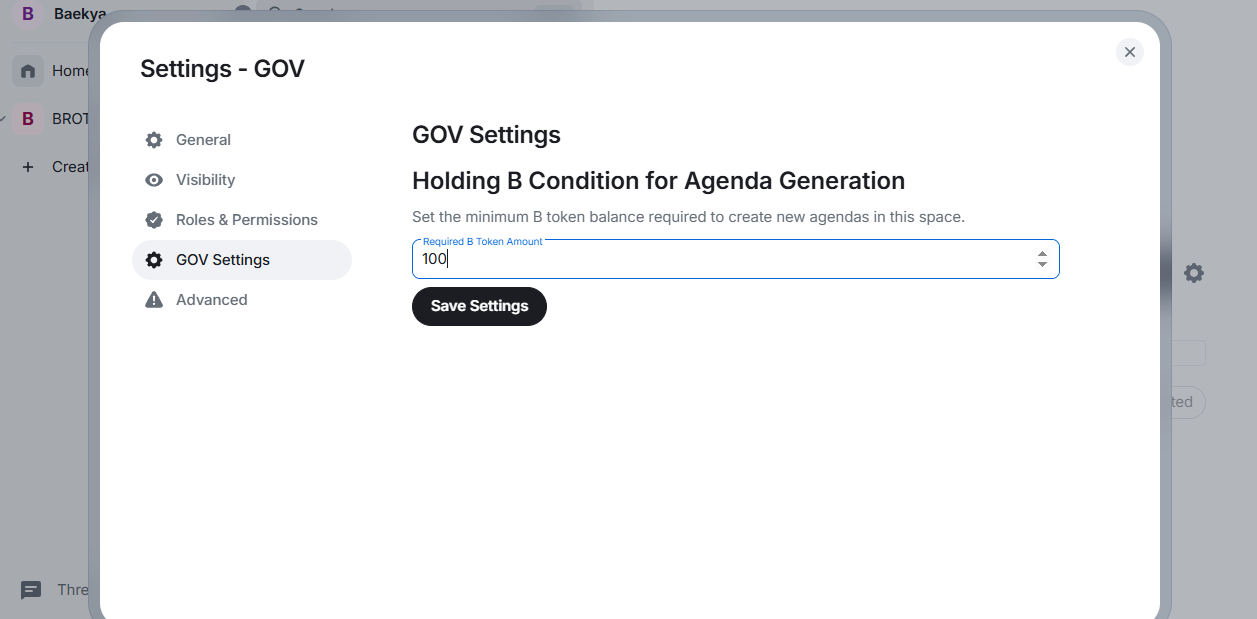 B Baekya
Home
B BROT
+ Creat
Thre
Settings - GOV
General
Visibility
Roles & Permissions
GOV Settings
Advanced
GOV Settings
Holding B Condition for Agenda Generation
Set the minimum B token balance required to create new agendas in this space.
Required B Token Amount
100
Save Settings
ted